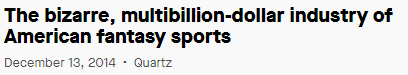 The bizarre, multibillion-dollar industry of
American fantasy sports
December 13, 2014 • Quartz